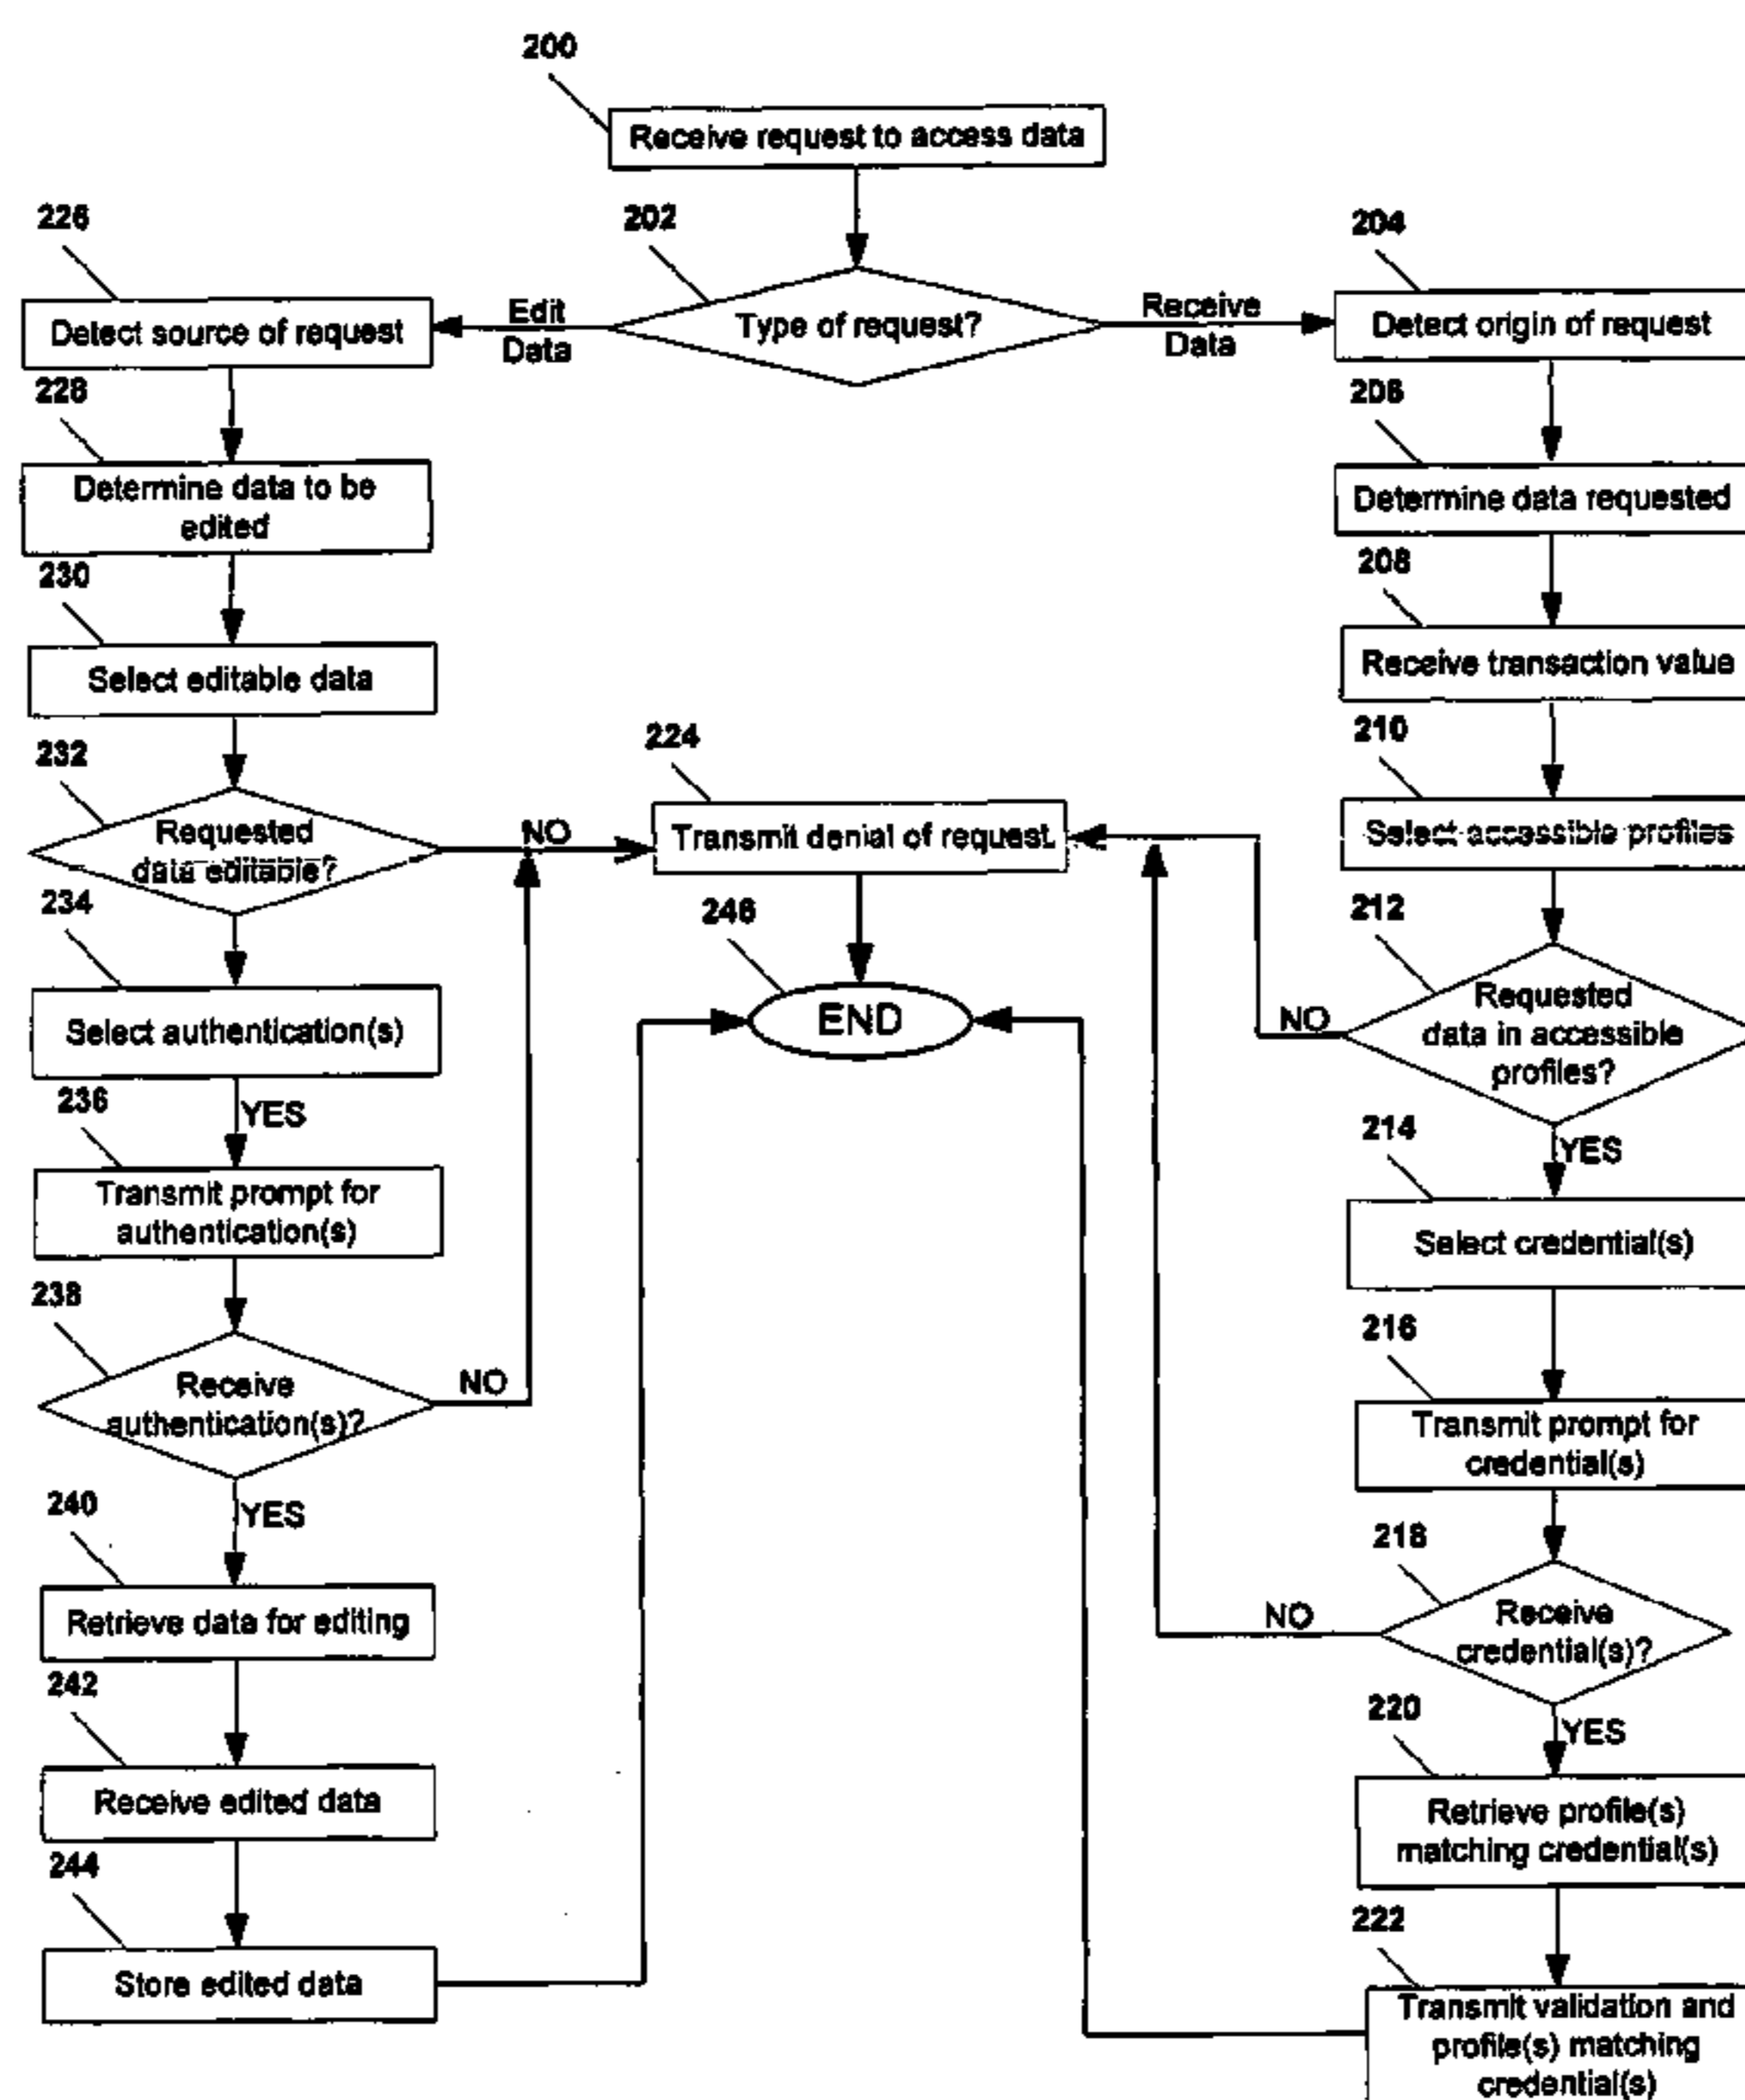 200
Receive request to access data
202
Type of request?
Edit
Data
Receive
Data
226
Detect source of request
228
Determine data to be
edited
230
Select editable data
232
Requested
data editable?
NO
234
Select authentication(s)
YES
236
Transmit prompt for
authentication(s)
238
Receive
authentication(s)?
NO
YES
240
Retrieve data for editing
242
Receive edited data
244
Store edited data
224
Transmit denial of request.
246
END
204
Detect origin of request
206
Determine data requested
208
Receive transaction value
210
Select accessible profiles
212
Requested
data in accessible
profiles?
NO
YES
214
Select credential(s)
216
Transmit prompt for
credential(s)
218
Receive
credential(s)?
NO
YES
220
Retrieve profile(s)
matching credential(s)
222
Transmit validation and
profile(s) matching
credential(s)